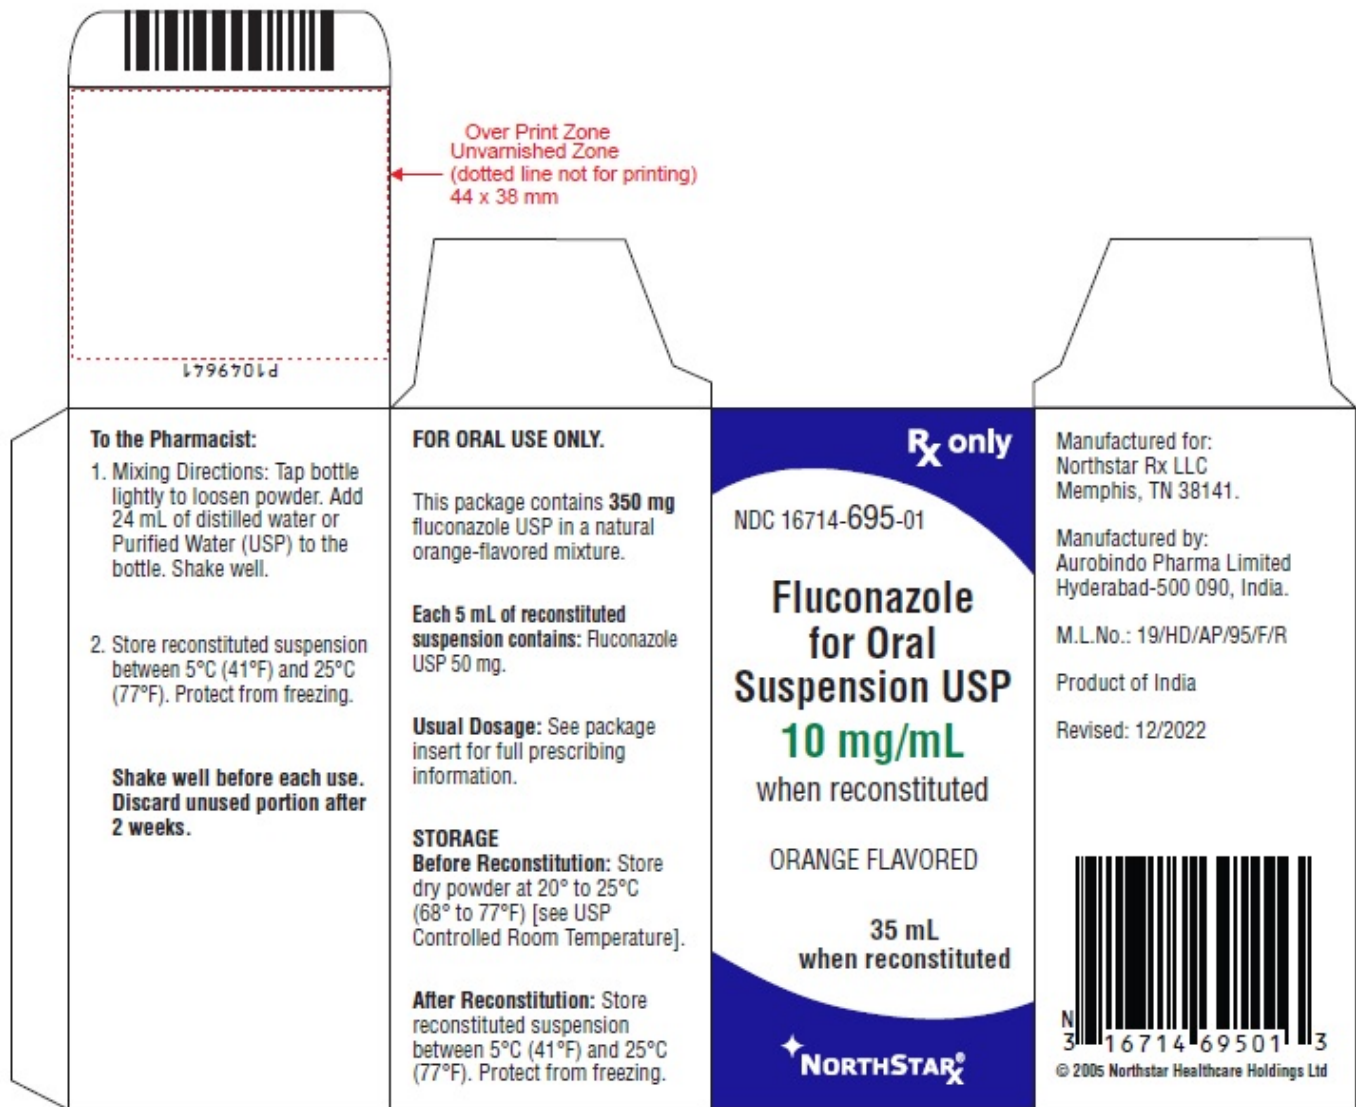 Over Print Zone
Unvarnished Zone
(dotted line not for printing)
44 x 38 mm
P1049641
To the Pharmacist:
1. Mixing Directions: Tap bottle
lightly to loosen powder. Add
24 mL of distilled water or
Purified Water (USP) to the
bottle. Shake well.
2. Store reconstituted suspension
between 5°C (41°F) and 25°C
(77°F). Protect from freezing.
Shake well before each use.
Discard unused portion after
2 weeks.
FOR ORAL USE ONLY.
This package contains 350 mg
fluconazole USP in a natural
orange-flavored mixture.
Each 5 mL of reconstituted
suspension contains: Fluconazole
USP 50 mg.
Usual Dosage: See package
insert for full prescribing
information.
STORAGE
Before Reconstitution: Store
dry powder at 20° to 25°C
(68° to 77°F) [see USP
Controlled Room Temperature].
After Reconstitution: Store
reconstituted suspension
between 5°C (41°F) and 25°C
(77°F). Protect from freezing.
Rx only
NDC 16714-695-01
Fluconazole
for Oral
Suspension USP
10 mg/mL
when reconstituted
ORANGE FLAVORED
35 mL
when reconstituted
NORTHSTARx®
Manufactured for:
Northstar Rx LLC
Memphis, TN 38141.
Manufactured by:
Aurobindo Pharma Limited
Hyderabad-500 090, India.
M.L.No.: 19/HD/AP/95/F/R
Product of India
Revised: 12/2022
N
3 16714 69501 3
© 2005 Northstar Healthcare Holdings Ltd